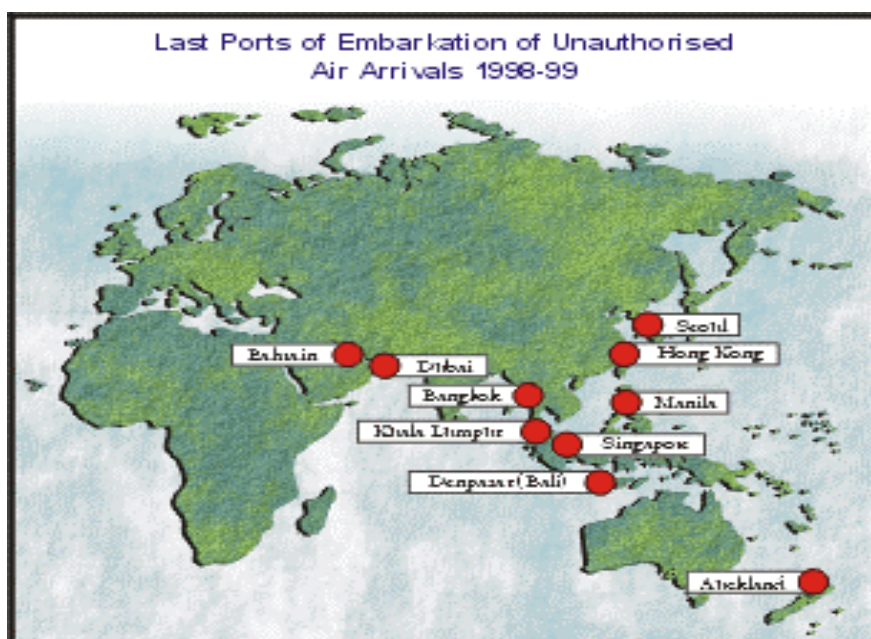 Last Ports of Embarkation of Unauthorised
Air Arrivals 1998-99
Seoul
Bahrain
Hong Kong
Dubai
Bangkok
Manila
Kuala Lumpur
Singapore
Denpasar (Bali)
Auckland